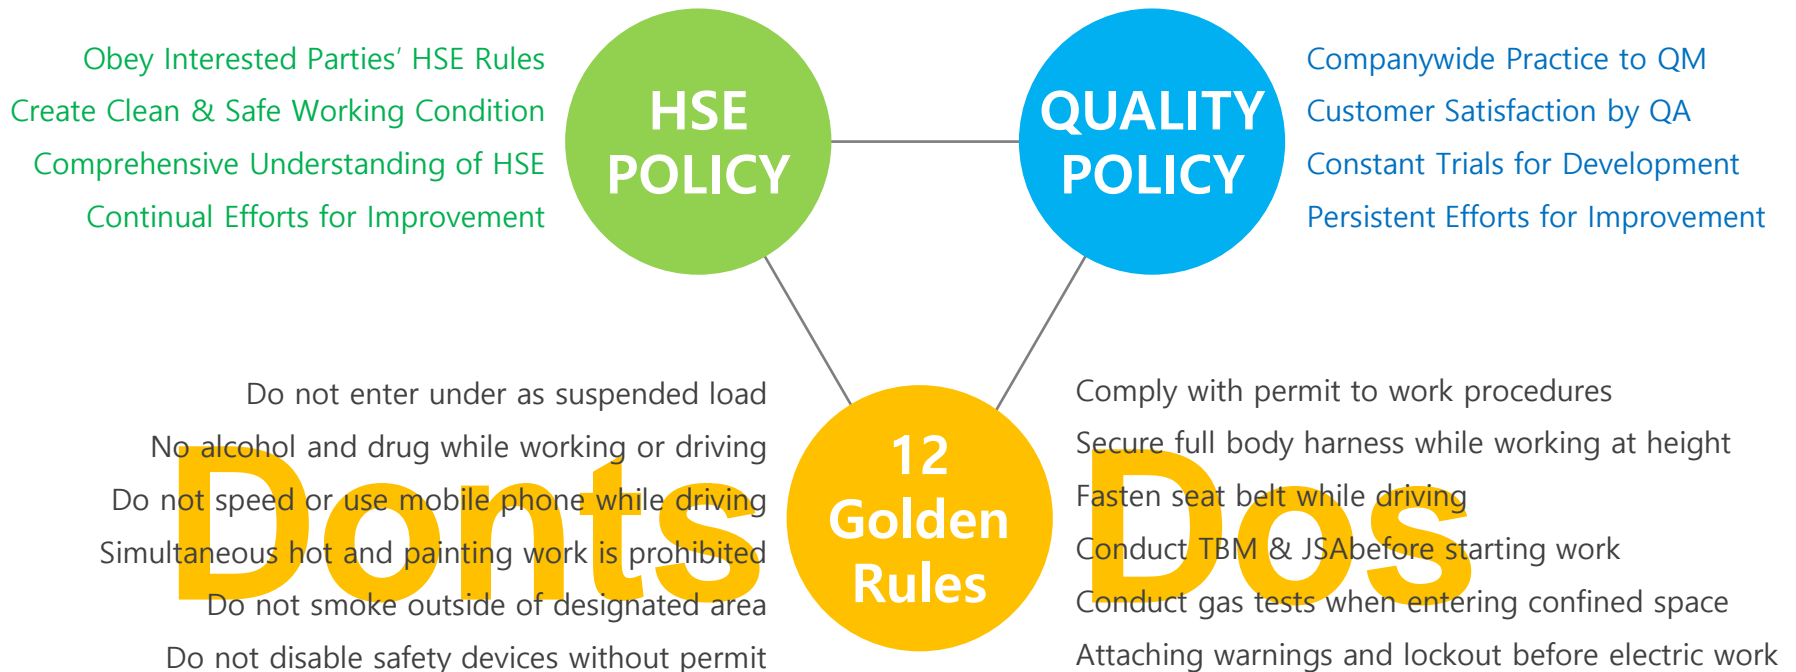 Obey Interested Parties’ HSE Rules
Create Clean & Safe Working Condition
Comprehensive Understanding of HSE
Continual Efforts for Improvement
HSE
POLICY
QUALITY
POLICY
Companywide Practice to QM
Customer Satisfaction by QA
Constant Trials for Development
Persistent Efforts for Improvement
Donts
Do not enter under as suspended load
No alcohol and drug while working or driving
Do not speed or use mobile phone while driving
Simultaneous hot and painting work is prohibited
Do not smoke outside of designated area
Do not disable safety devices without permit
12
Golden
Rules
Dos
Comply with permit to work procedures
Secure full body harness while working at height
Fasten seat belt while driving
Conduct TBM & JSAbefore starting work
Conduct gas tests when entering confined space
Attaching warnings and lockout before electric work